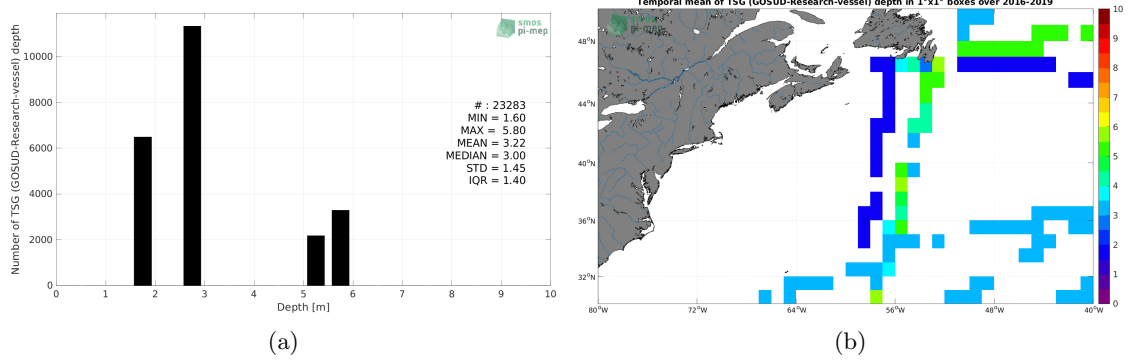 Number of TSG (GOSUD-Research-vessel) depth
10000
8000
6000
4000
2000
0
smos
pi-mep
# : 23283
MIN = 1.60
MAX = 5.80
MEAN = 3.22
MEDIAN = 3.00
STD = 1.45
IQR = 1.40
0 1 2 3 4 5 6 7 8 9 10
Depth [m]
(a)
Temporal mean of TSG (GOSUD-Research-vessel) depth in 1°x1° boxes over 2016-2019
smos
pi-mep
48°N
44°N
40°N
36°N
32°N
80°W 72°W 64°W 56°W 48°W 40°W
10
9
8
7
6
5
4
3
2
1
0
(b)